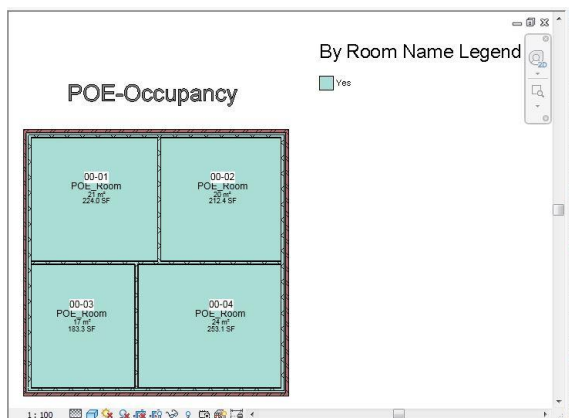 By Room Name Legend
Yes
POE-Occupancy
00-01
POE_Room
21 m²
224.0 SF
00-02
POE_Room
20 m²
212.4 SF
00-03
POE_Room
17 m²
183.3 SF
00-04
POE_Room
24 m²
253.1 SF
1 : 100